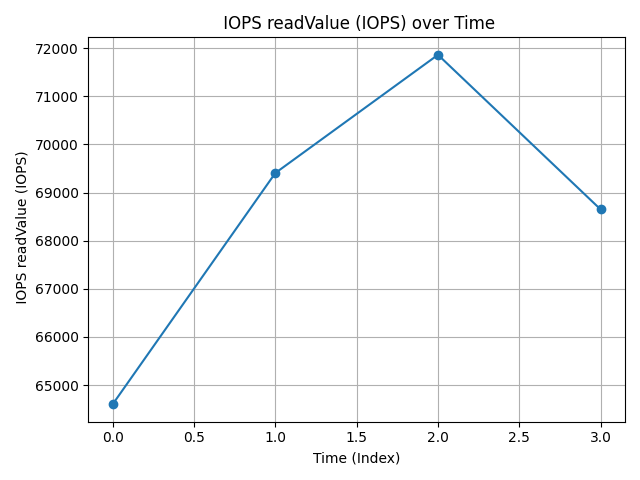 IOPS readValue (IOPS) over Time
72000
71000
70000
69000
68000
67000
66000
65000
IOPS readValue (IOPS)
0.0 0.5 1.0 1.5 2.0 2.5 3.0
Time (Index)